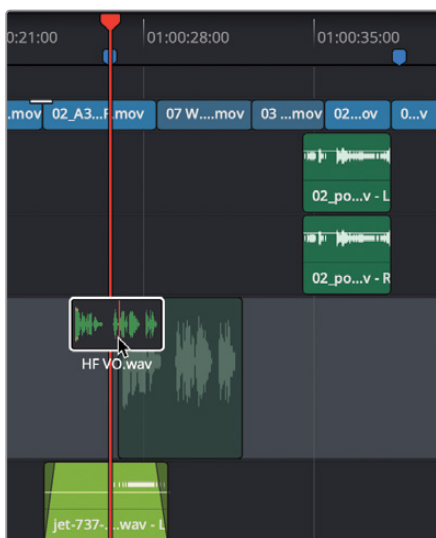 0:21:00
01:00:28:00
01:00:35:00
.mov
02_A3...F.mov
07 W....mov
03 ...mov
02...ov
0...v
02_po...v - L
02_po...v - R
HF VO.wav
jet-737-....wav - L